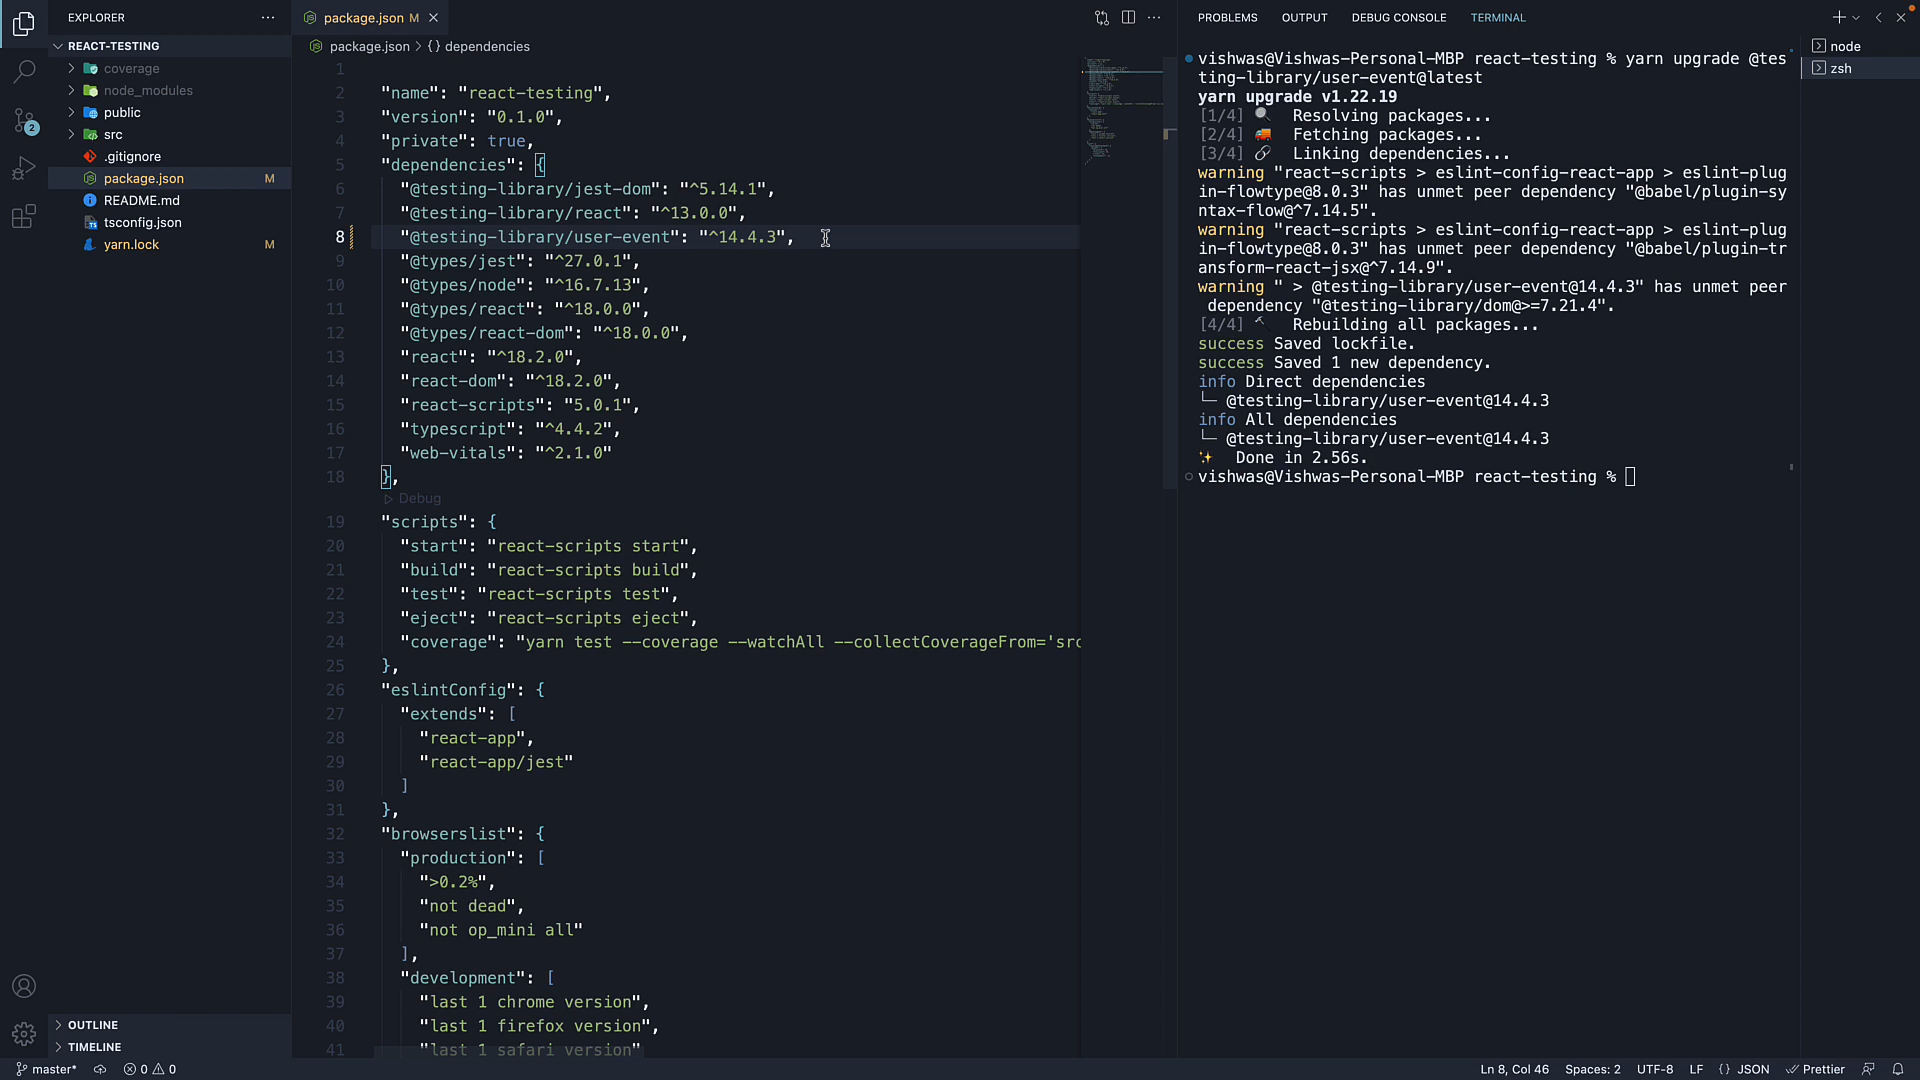 EXPLORER
REACT-TESTING
coverage
node_modules
public
src
.gitignore
package.json M
README.md
tsconfig.json
yarn.lock M
OUTLINE
TIMELINE
2
package.json M
package.json > {} dependencies
1
2 "name": "react-testing",
3 "version": "0.1.0",
4 "private": true,
5 "dependencies": {
6 "@testing-library/jest-dom": "^5.14.1",
7 "@testing-library/react": "^13.0.0",
8 "@testing-library/user-event": "^14.4.3",
9 "@types/jest": "^27.0.1",
10 "@types/node": "^16.7.13",
11 "@types/react": "^18.0.0",
12 "@types/react-dom": "^18.0.0",
13 "react": "^18.2.0",
14 "react-dom": "^18.2.0",
15 "react-scripts": "5.0.1",
16 "typescript": "^4.4.2",
17 "web-vitals": "^2.1.0"
18 },
Debug
19 "scripts": {
20 "start": "react-scripts start",
21 "build": "react-scripts build",
22 "test": "react-scripts test",
23 "eject": "react-scripts eject",
24 "coverage": "yarn test --coverage --watchAll --collectCoverageFrom='src
25 },
26 "eslintConfig": {
27 "extends": [
28 "react-app",
29 "react-app/jest"
30 ]
31 },
32 "browserslist": {
33 "production": [
34 ">0.2%",
35 "not dead",
36 "not op_mini all"
37 ],
38 "development": [
39 "last 1 chrome version",
40 "last 1 firefox version",
41 "last 1 safari version"
PROBLEMS OUTPUT DEBUG CONSOLE TERMINAL
node
zsh
vishwas@Vishwas-Personal-MBP react-testing % yarn upgrade @tes
ting-library/user-event@latest
yarn upgrade v1.22.19
[1/4] 🔍 Resolving packages...
[2/4] 🚚 Fetching packages...
[3/4] 🔗 Linking dependencies...
warning "react-scripts > eslint-config-react-app > eslint-plug
in-flowtype@8.0.3" has unmet peer dependency "@babel/plugin-sy
ntax-flow@^7.14.5".
warning "react-scripts > eslint-config-react-app > eslint-plug
in-flowtype@8.0.3" has unmet peer dependency "@babel/plugin-tr
ansform-react-jsx@^7.14.9".
warning " > @testing-library/user-event@14.4.3" has unmet peer
dependency "@testing-library/dom@>=7.21.4".
[4/4] 🔨 Rebuilding all packages...
success Saved lockfile.
success Saved 1 new dependency.
info Direct dependencies
└─ @testing-library/user-event@14.4.3
info All dependencies
└─ @testing-library/user-event@14.4.3
✨ Done in 2.56s.
vishwas@Vishwas-Personal-MBP react-testing %
master* 0 0 Ln 8, Col 46 Spaces: 2 UTF-8 LF {} JSON Prettier